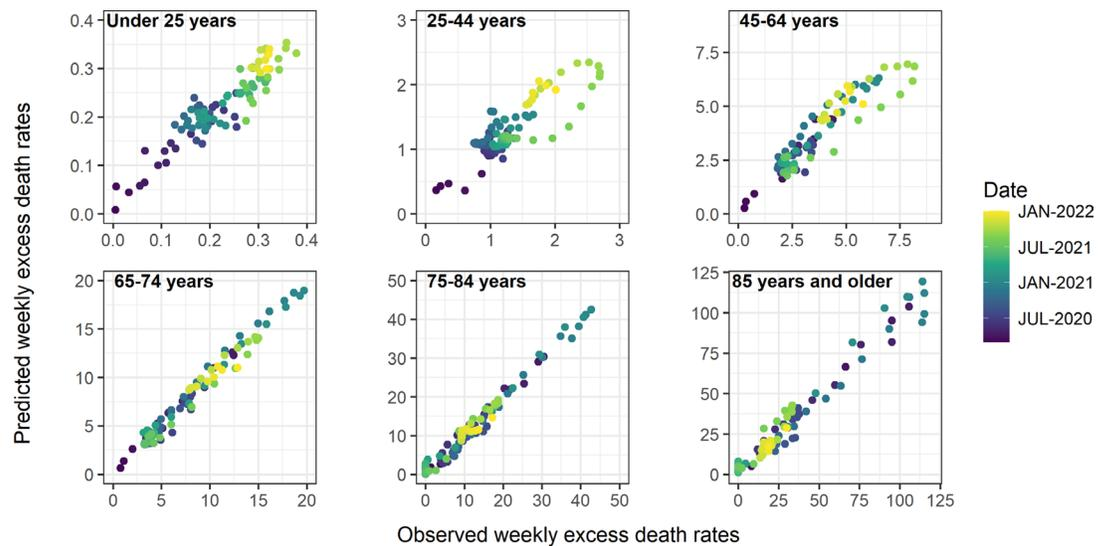 Under 25 years
25-44 years
45-64 years
0.4
0.3
0.2
0.1
0.0
3
2
1
0
7.5
5.0
2.5
0.0
0.0 0.1 0.2 0.3 0.4
0 1 2 3
0.0 2.5 5.0 7.5
65-74 years
75-84 years
85 years and older
20
15
10
5
0
50
40
30
20
10
0
125
100
75
50
25
0
0 5 10 15 20
0 10 20 30 40 50
0 25 50 75 100 125
Predicted weekly excess death rates
Observed weekly excess death rates
Date
JAN-2022
JUL-2021
JAN-2021
JUL-2020